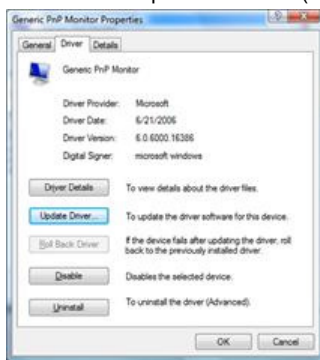 Generic PnP Monitor Properties
General Driver Details
Generic PnP Monitor
Driver Provider: Microsoft
Driver Date: 6/21/2006
Driver Version: 6.0.6000.16386
Digital Signer: microsoft windows
Driver Details To view details about the driver files.
Update Driver... To update the driver software for this device.
Roll Back Driver If the device fails after updating the driver, roll
back to the previously installed driver.
Disable Disables the selected device.
Uninstall To uninstall the driver (Advanced).
OK Cancel